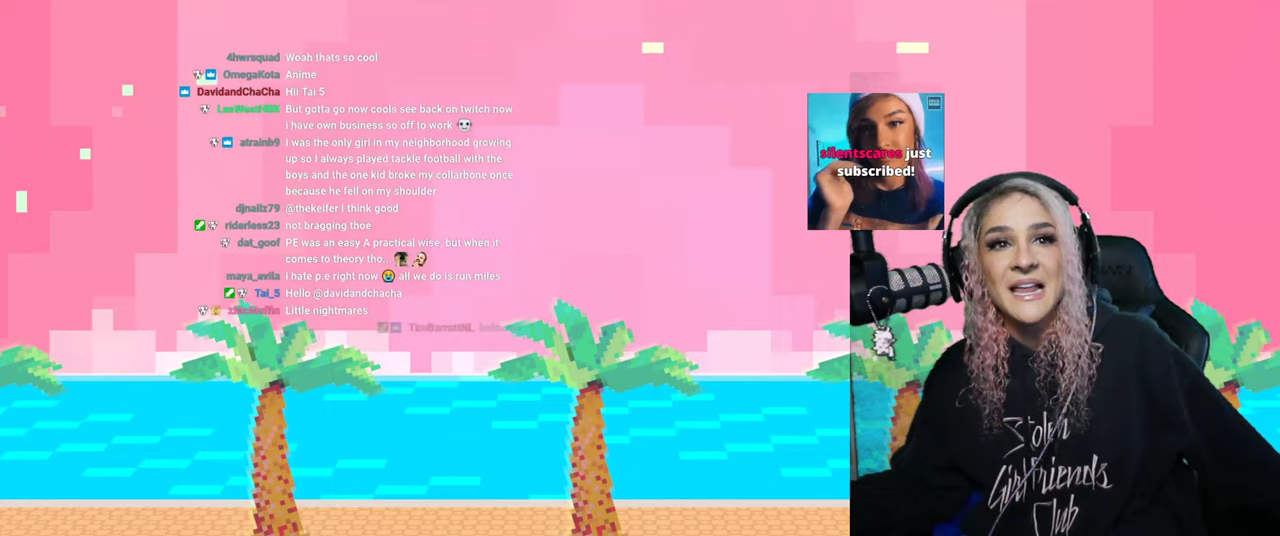 4hwrsquad Woah thats so cool
OmegaKota Anime
DavidandChaCha Hii Tai 5
LeeWestHBK But gotta go now cools see back on twitch now
i have own business so off to work
atrainb9 I was the only girl in my neighborhood growing
up so I always played tackle football with the
boys and the one kid broke my collarbone once
because he fell on my shoulder
djnailz79 @thekeifer I think good
riderless23 not bragging thoe
dat_goof PE was an easy A practical wise, but when it
comes to theory tho...
maya_avila i hate p.e right now all we do is run miles
Tai_5 Hello @davidandchacha
Little nightmares
TimBarrattNL
silentscares just
subscribed!
Stolen
Girlfriends
Club